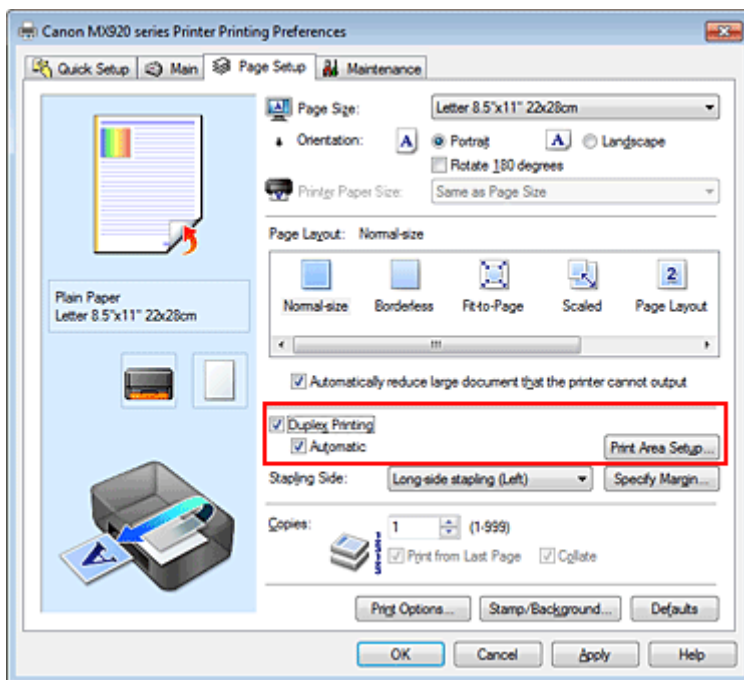 Canon MX920 series Printer Printing Preferences
Quick Setup Main Page Setup Maintenance
Page Size: Letter 8.5"x11" 22x28cm
Orientation: A Portrait A Landscape
Rotate 180 degrees
Printer Paper Size: Same as Page Size
Page Layout: Normal-size
2
Normal-size Borderless Fit-to-Page Scaled Page Layout
Plain Paper
Letter 8.5"x11" 22x28cm
Automatically reduce large document that the printer cannot output
Duplex Printing
Automatic Print Area Setup...
Stapling Side: Long-side stapling (Left) Specify Margin...
Copies: 1 (1-999)
Print from Last Page Collate
Print Options... Stamp/Background... Defaults
OK Cancel Apply Help